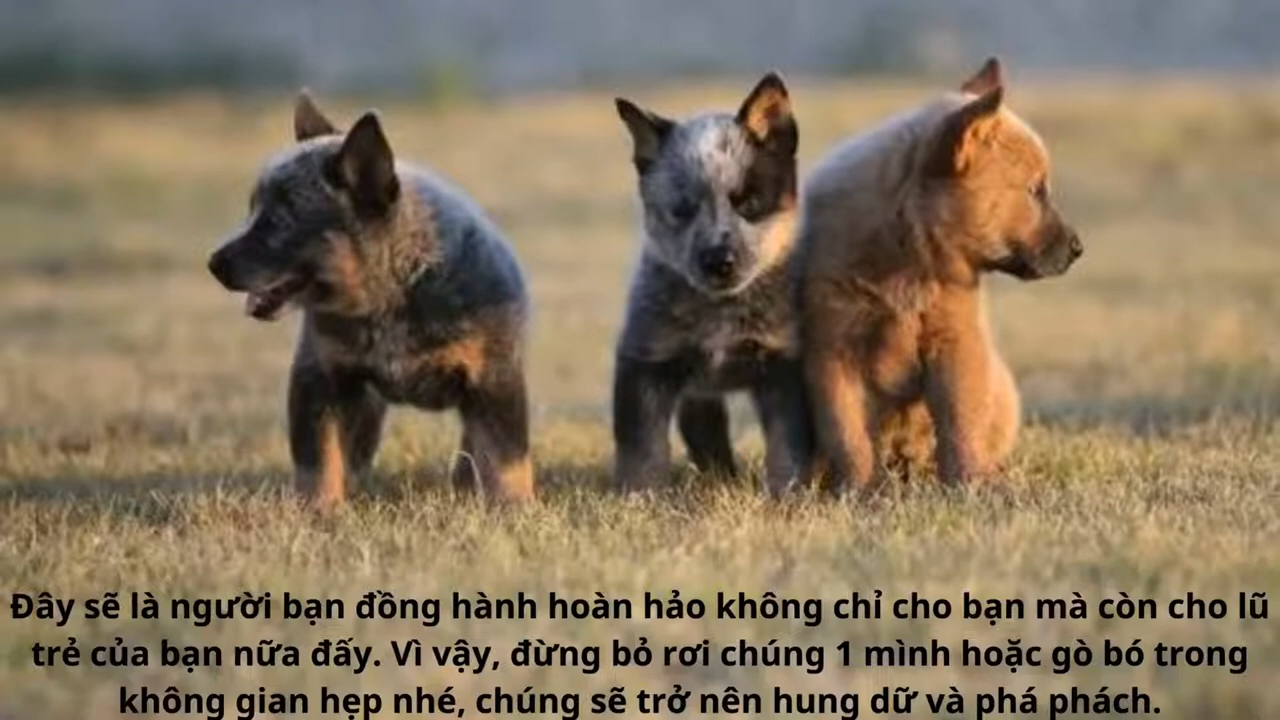 Đây sẽ là người bạn đồng hành hoàn hảo không chỉ cho bạn mà còn cho lũ
trẻ của bạn nữa đấy. Vì vậy, đừng bỏ rơi chúng 1 mình hoặc gò bó trong
không gian hẹp nhé, chúng sẽ trở nên hung dữ và phá phách.